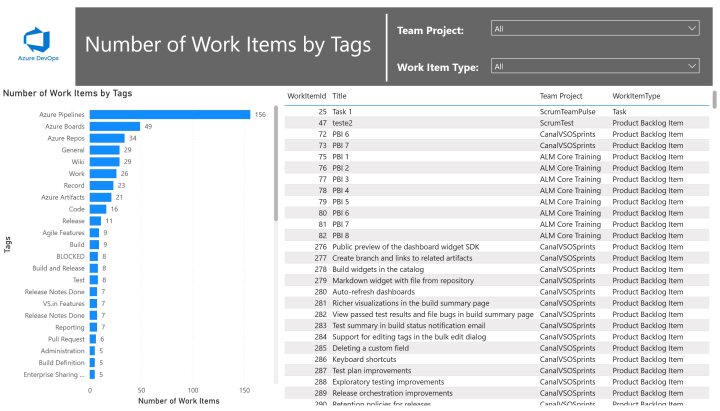 Azure DevOps
Number of Work Items by Tags
Team Project:
All
Work Item Type:
All
Number of Work Items by Tags
Tags
Azure Pipelines 156
Azure Boards 49
Azure Repos 34
General 29
Wiki 29
Work 26
Record 23
Azure Artifacts 21
Code 16
Release 11
Agile Features 9
Build 9
BLOCKED 8
Build and Release 8
Test 8
Release Notes Done 7
VS.in Features 7
Release Notes Done 7
Reporting 7
Pull Request 6
Administration 5
Build Definition 5
Enterprise Sharing ... 5
0 50 100 150
Number of Work Items
WorkItemId Title Team Project WorkItemType
25 Task 1 ScrumTeamPulse Task
47 teste2 ScrumTest Product Backlog Item
72 PBI 6 CanalVSOSprints Product Backlog Item
73 PBI 7 CanalVSOSprints Product Backlog Item
75 PBI 1 ALM Core Training Product Backlog Item
76 PBI 2 ALM Core Training Product Backlog Item
77 PBI 3 ALM Core Training Product Backlog Item
78 PBI 4 ALM Core Training Product Backlog Item
79 PBI 5 ALM Core Training Product Backlog Item
80 PBI 6 ALM Core Training Product Backlog Item
81 PBI 7 ALM Core Training Product Backlog Item
82 PBI 8 ALM Core Training Product Backlog Item
276 Public preview of the dashboard widget SDK CanalVSOSprints Product Backlog Item
277 Create branch and links to related artifacts CanalVSOSprints Product Backlog Item
278 Build widgets in the catalog CanalVSOSprints Product Backlog Item
279 Markdown widget with file from repository CanalVSOSprints Product Backlog Item
280 Auto-refresh dashboards CanalVSOSprints Product Backlog Item
281 Richer visualizations in the build summary page CanalVSOSprints Product Backlog Item
282 View passed test results and file bugs in build summary page CanalVSOSprints Product Backlog Item
283 Test summary in build status notification email CanalVSOSprints Product Backlog Item
284 Support for editing tags in the bulk edit dialog CanalVSOSprints Product Backlog Item
285 Deleting a custom field CanalVSOSprints Product Backlog Item
286 Keyboard shortcuts CanalVSOSprints Product Backlog Item
287 Test plan improvements CanalVSOSprints Product Backlog Item
288 Exploratory testing improvements CanalVSOSprints Product Backlog Item
289 Release orchestration improvements CanalVSOSprints Product Backlog Item
290 Retention policies for releases CanalVSOSprints Product Backlog Item